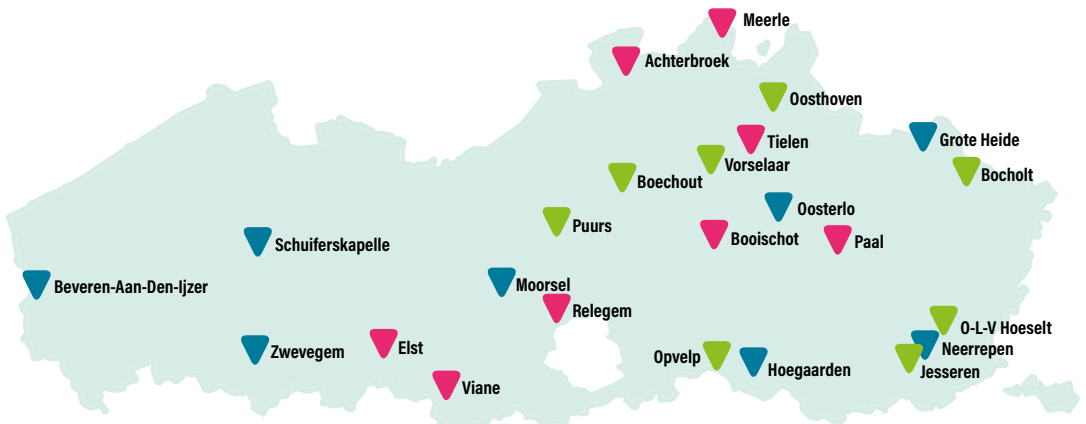 Meerle
Achterbroek
Oosthoven
Tielen
Grote Heide
Vorselaar
Bocholt
Boechout
Oosterlo
Puurs
Booischot
Paal
Schuiferskapelle
Moorsel
Beveren-Aan-Den-Ijzer
Relegem
O-L-V Hoeselt
Elst
Zwevegem
Neerrepen
Opvelp
Hoegaarden
Jesseren
Viane